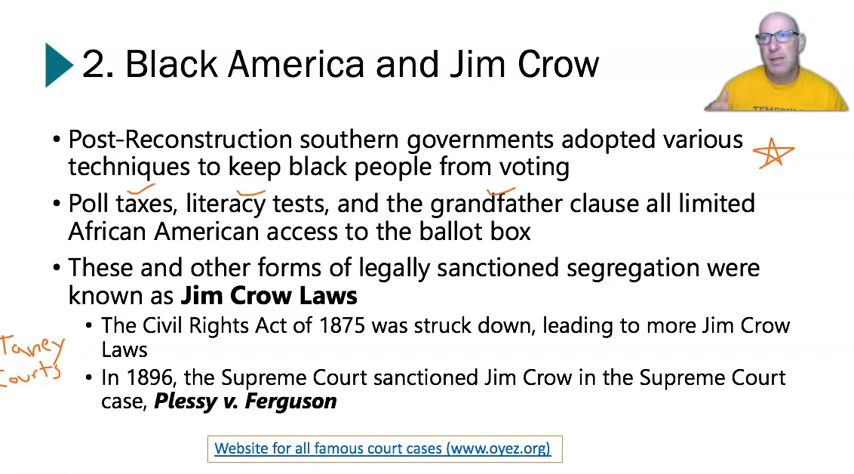 2. Black America and Jim Crow
• Post-Reconstruction southern governments adopted various
techniques to keep black people from voting
• Poll taxes, literacy tests, and the grandfather clause all limited
African American access to the ballot box
• These and other forms of legally sanctioned segregation were
known as Jim Crow Laws
• The Civil Rights Act of 1875 was struck down, leading to more Jim Crow
Laws
Taney
Courts
• In 1896, the Supreme Court sanctioned Jim Crow in the Supreme Court
case, Plessy v. Ferguson
Website for all famous court cases (www.oyez.org)